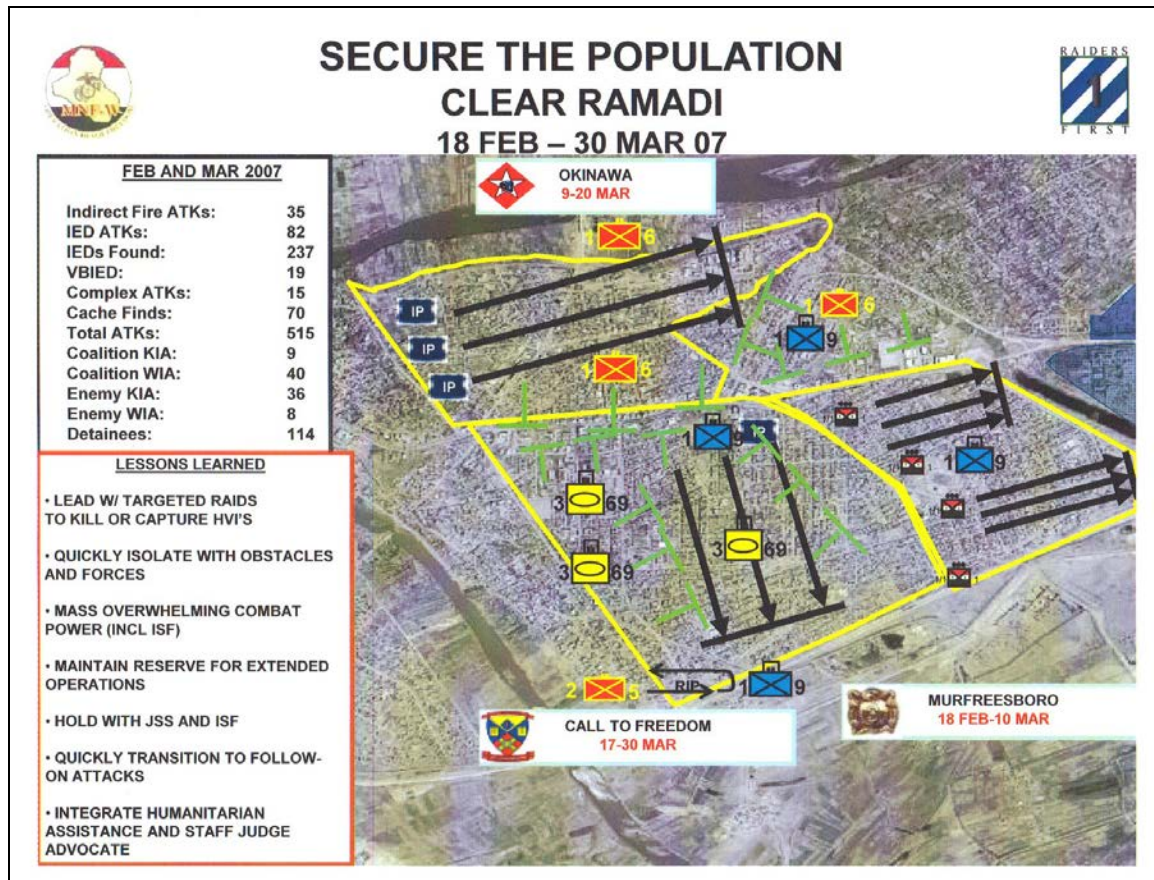 SECURE THE POPULATION
CLEAR RAMADI
18 FEB – 30 MAR 07
MNF-W
RAIDERS
1
FIRST
FEB AND MAR 2007
Indirect Fire ATKs: 35
IED ATKs: 82
IEDs Found: 237
VBIED: 19
Complex ATKs: 15
Cache Finds: 70
Total ATKs: 515
Coalition KIA: 9
Coalition WIA: 40
Enemy KIA: 36
Enemy WIA: 8
Detainees: 114
LESSONS LEARNED
• LEAD W/ TARGETED RAIDS
TO KILL OR CAPTURE HVI'S
• QUICKLY ISOLATE WITH OBSTACLES
AND FORCES
• MASS OVERWHELMING COMBAT
POWER (INCL ISF)
• MAINTAIN RESERVE FOR EXTENDED
OPERATIONS
• HOLD WITH JSS AND ISF
• QUICKLY TRANSITION TO FOLLOW-
ON ATTACKS
• INTEGRATE HUMANITARIAN
ASSISTANCE AND STAFF JUDGE
ADVOCATE
OKINAWA
9-20 MAR
1 6
1 6
IP
1 9
IP
1 6
IP
1 9
IP
1 9
3 69
3 69
3 69
RIP
2 5
1 9
CALL TO FREEDOM
17-30 MAR
MURFREESBORO
18 FEB-10 MAR